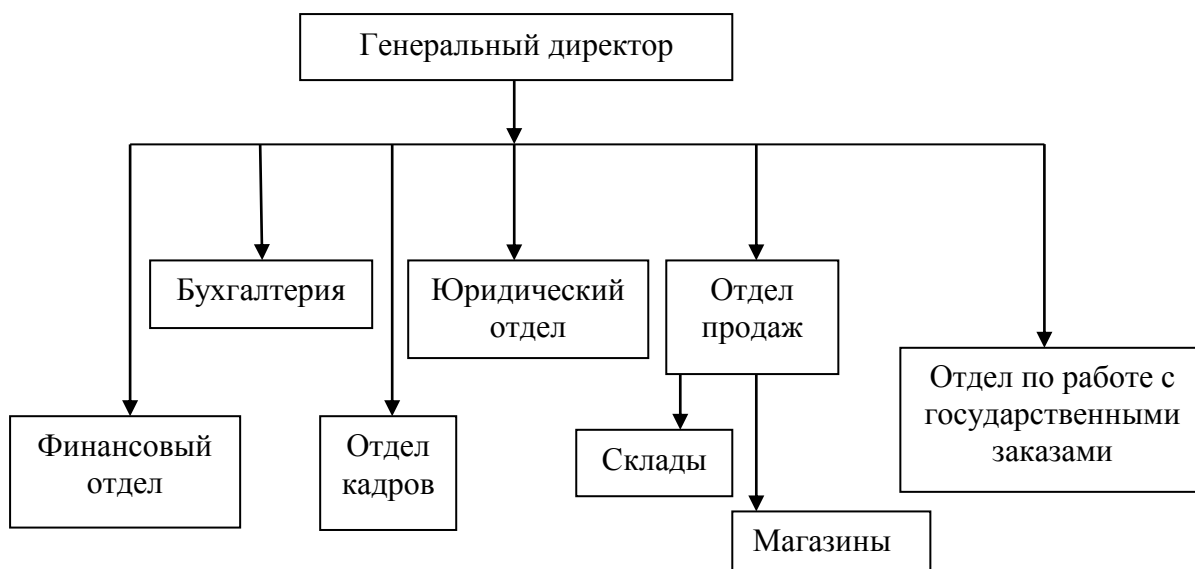 Генеральный директор
Бухгалтерия
Юридический
отдел
Отдел
продаж
Отдел по работе с
государственными
заказами
Финансовый
отдел
Отдел
кадров
Склады
Магазины